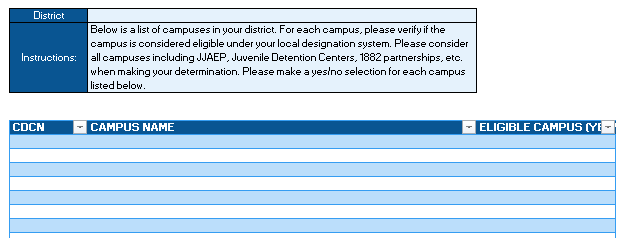 District
Below is a list of campuses in your district. For each campus, please verify if the
campus is considered eligible under your local designation system. Please consider
Instructions: all campuses including JJAEP, Juvenile Detention Centers, 1882 partnerships, etc.
when making your determination. Please make a yes/no selection for each campus
listed below.
CDCN CAMPUS NAME ELIGIBLE CAMPUS (YE